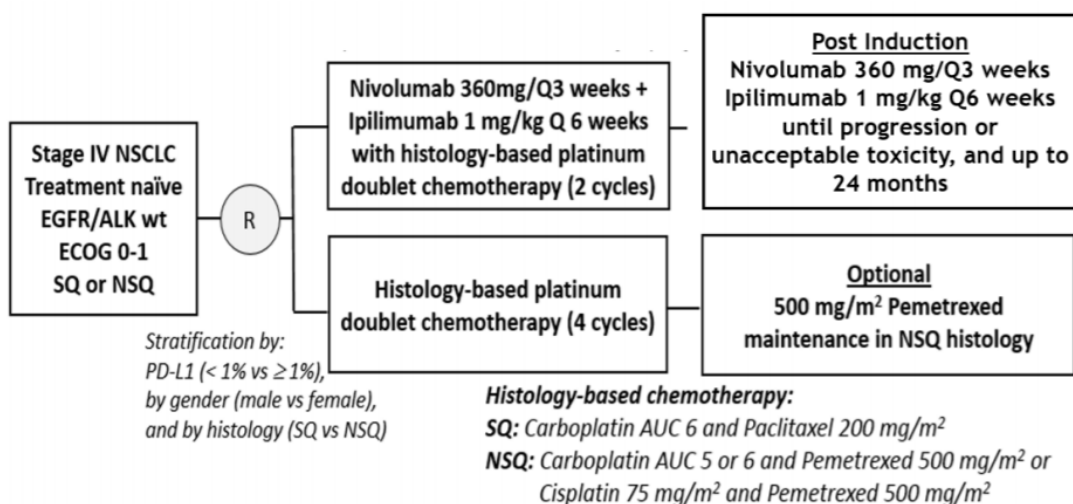 Stage IV NSCLC
Treatment naïve
EGFR/ALK wt
ECOG 0-1
SQ or NSQ
R
Stratification by:
PD-L1 (< 1% vs ≥1%),
by gender (male vs female),
and by histology (SQ vs NSQ)
Nivolumab 360mg/Q3 weeks +
Ipilimumab 1 mg/kg Q 6 weeks
with histology-based platinum
doublet chemotherapy (2 cycles)
Post Induction
Nivolumab 360 mg/Q3 weeks
Ipilimumab 1 mg/kg Q6 weeks
until progression or
unacceptable toxicity, and up to
24 months
Histology-based platinum
doublet chemotherapy (4 cycles)
Optional
500 mg/m² Pemetrexed
maintenance in NSQ histology
Histology-based chemotherapy:
SQ: Carboplatin AUC 6 and Paclitaxel 200 mg/m²
NSQ: Carboplatin AUC 5 or 6 and Pemetrexed 500 mg/m² or
Cisplatin 75 mg/m² and Pemetrexed 500 mg/m²